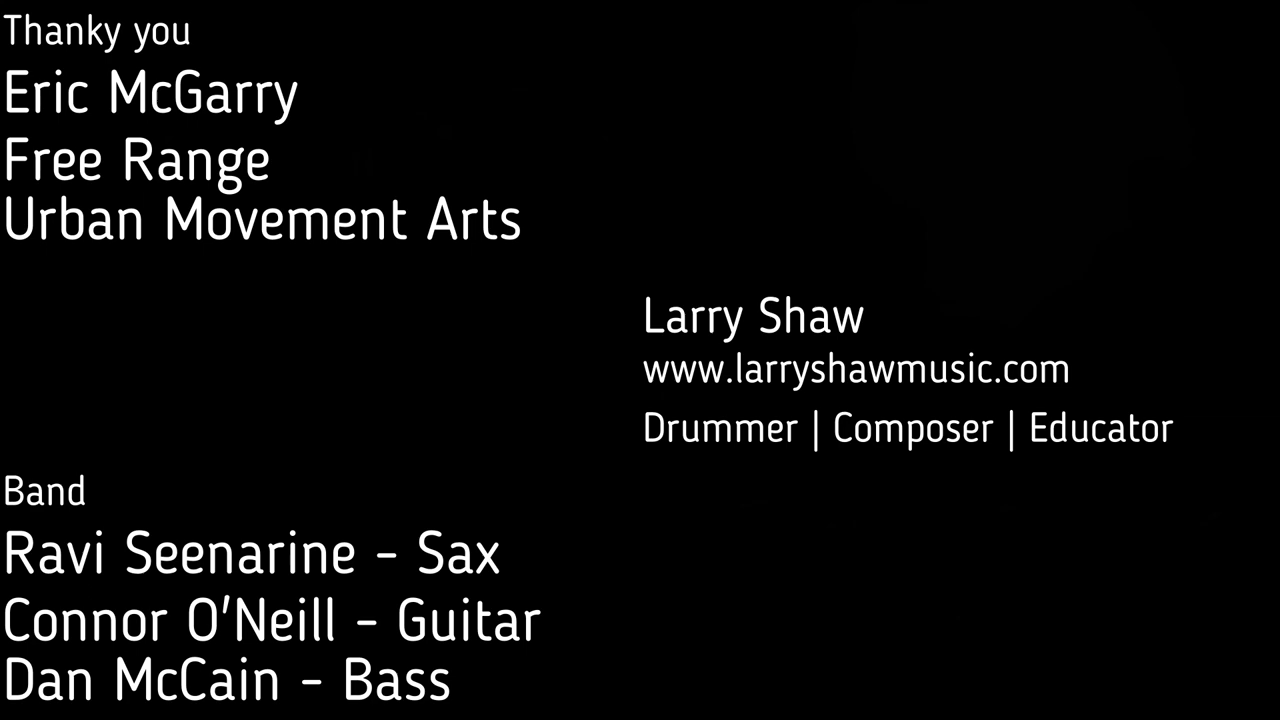 Thanky you
Eric McGarry
Free Range
Urban Movement Arts
Larry Shaw
www.larryshawmusic.com
Drummer | Composer | Educator
Band
Ravi Seenarine - Sax
Connor O'Neill - Guitar
Dan McCain - Bass